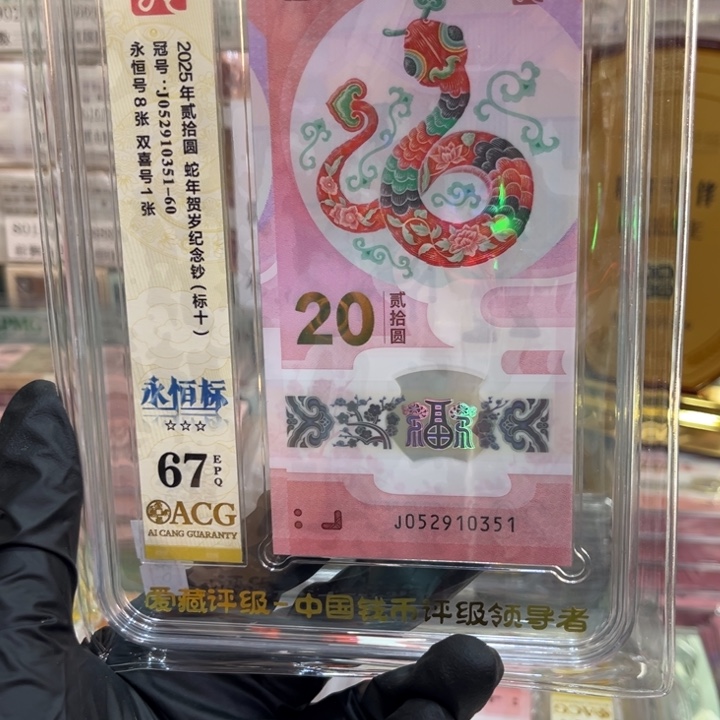 2025年贰拾圆 蛇年贺岁纪念钞(标十)
冠号:J052910351-60
永恒号8张 双喜号1张
永恒标
☆☆☆
67 EPQ
ACG
AI CANG GUARANTY
20 贰拾圆
福
J052910351
爱藏评级-中国钱币评级领导者